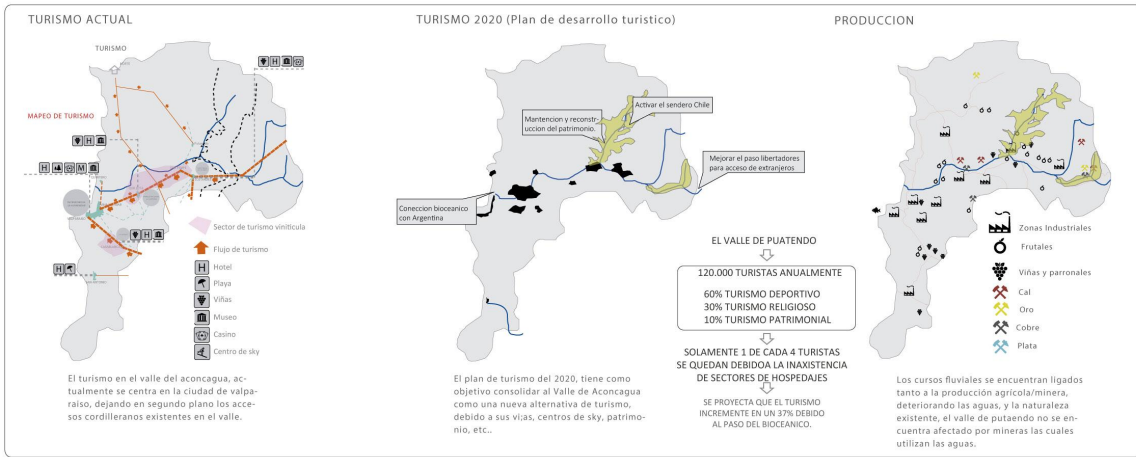 TURISMO ACTUAL
TURISMO
MAPEO DE TURISMO
H
H
H M
H
H
Sector de turismo viniticula
Flujo de turismo
H Hotel
Playa
Viñas
Museo
Casino
Centro de sky
El turismo en el valle del aconcagua, ac-
tualmente se centra en la ciudad de valpa-
raiso, dejando en segundo plano los acce-
sos cordilleranos existentes en el valle.
TURISMO 2020 (Plan de desarrollo turistico)
Activar el sendero Chile
Mantencion y reconstr-
uccion del patrimonio.
Mejorar el paso libertadores
para acceso de extranjeros
Coneccion bioceanico
con Argentina
El plan de turismo del 2020, tiene como
objetivo consolidar al Valle de Aconcagua
como una nueva alternativa de turismo,
debido a sus vi;as, centros de sky, patrimo-
nio, etc..
EL VALLE DE PUATENDO
120.000 TURISTAS ANUALMENTE
60% TURISMO DEPORTIVO
30% TURISMO RELIGIOSO
10% TURISMO PATRIMONIAL
SOLAMENTE 1 DE CADA 4 TURISTAS
SE QUEDAN DEBIDOA LA INAXISTENCIA
DE SECTORES DE HOSPEDAJES
SE PROYECTA QUE EL TURISMO
INCREMENTE EN UN 37% DEBIDO
AL PASO DEL BIOCEANICO.
PRODUCCION
Zonas Industriales
Frutales
Viñas y parronales
Cal
Oro
Cobre
Plata
Los cursos fluviales se encuentran ligados
tanto a la producción agrícola/minera,
deteriorando las aguas, y la naturaleza
existente, el valle de putaendo no se en-
cuentra afectado por mineras las cuales
utilizan las aguas.